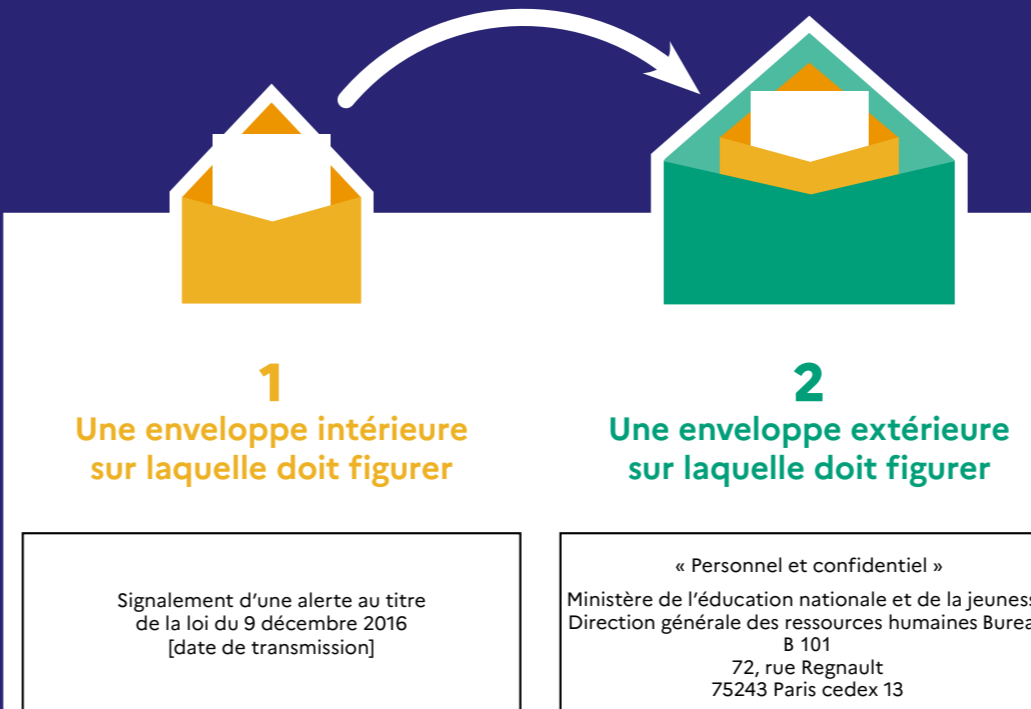 1
Une enveloppe intérieure
sur laquelle doit figurer
Signalement d’une alerte au titre
de la loi du 9 décembre 2016
[date de transmission]
2
Une enveloppe extérieure
sur laquelle doit figurer
« Personnel et confidentiel »
Ministère de l’éducation nationale et de la
Direction générale des ressources humaines
B 101
72, rue Regnault
75243 Paris cedex 13